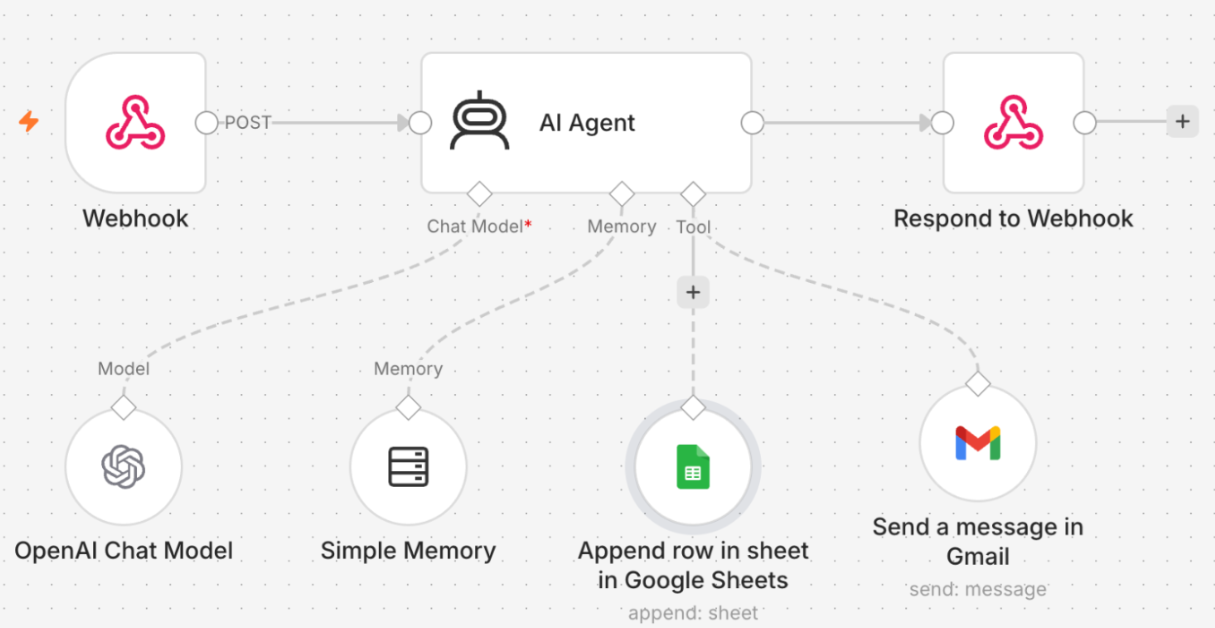 POST
AI Agent
Webhook
Respond to Webhook
Chat Model*
Memory
Tool
+
+
Model
Memory
OpenAI Chat Model
Simple Memory
Append row in sheet
in Google Sheets
append: sheet
Send a message in
Gmail
send: message